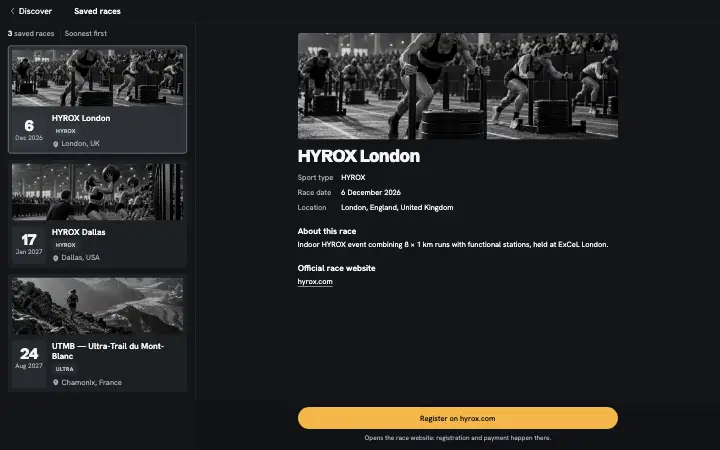 Discover
Saved races
3 saved races
Soonest first
6
Dec 2026
HYROX London
HYROX
London, UK
17
Jan 2027
HYROX Dallas
HYROX
Dallas, USA
24
Aug 2027
UTMB — Ultra-Trail du Mont-
Blanc
ULTRA
Chamonix, France
HYROX London
Sport type HYROX
Race date 6 December 2026
Location London, England, United Kingdom
About this race
Indoor HYROX event combining 8 × 1 km runs with functional stations, held at ExCeL London.
Official race website
hyrox.com
Register on hyrox.com
Opens the race website: registration and payment happen there.